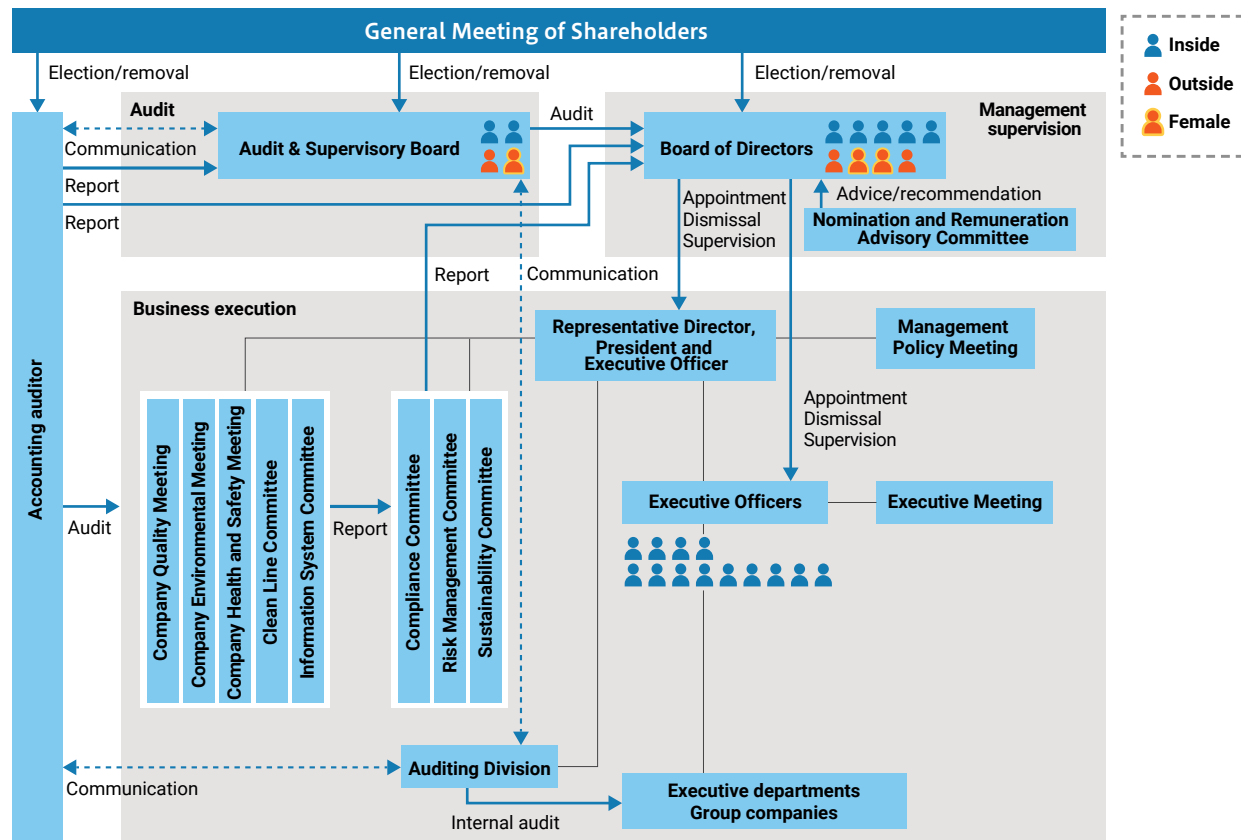 General Meeting of Shareholders
Inside
Outside
Female
Election/removal
Election/removal
Election/removal
Audit
Management
supervision
Communication
Audit & Supervisory Board
Audit
Board of Directors
Report
Report
Appointment
Dismissal
Supervision
Advice/recommendation
Nomination and Remuneration
Advisory Committee
Report
Communication
Business execution
Representative Director,
President and
Executive Officer
Management
Policy Meeting
Accounting auditor
Appointment
Dismissal
Supervision
Company Quality Meeting
Company Environmental Meeting
Company Health and Safety Meeting
Clean Line Committee
Information System Committee
Compliance Committee
Risk Management Committee
Sustainability Committee
Audit
Report
Executive Officers
Executive Meeting
Auditing Division
Communication
Internal audit
Executive departments
Group companies